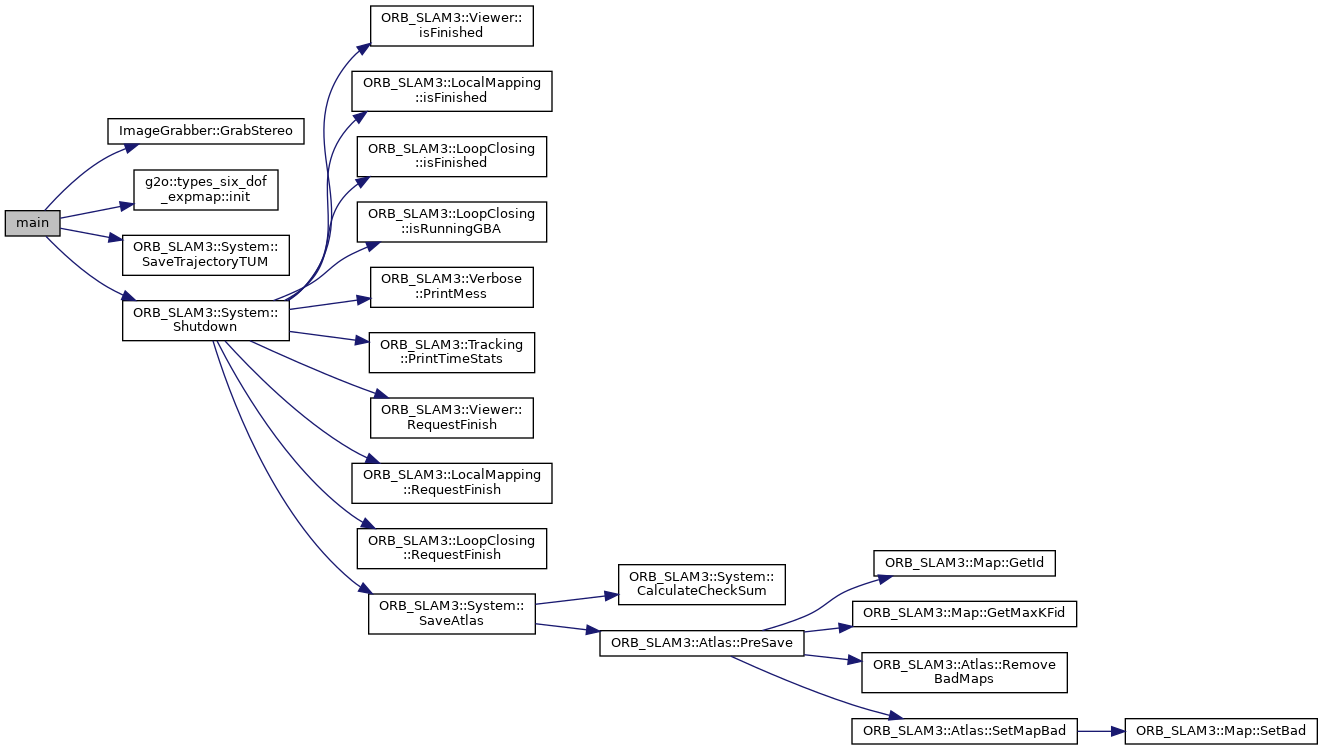 main
ImageGrabber::GrabStereo
g2o::types_six_dof
_expmap::init
ORB_SLAM3::System::
SaveTrajectoryTUM
ORB_SLAM3::System::
Shutdown
ORB_SLAM3::Viewer::
isFinished
ORB_SLAM3::LocalMapping
::isFinished
ORB_SLAM3::LoopClosing
::isFinished
ORB_SLAM3::LoopClosing
::isRunningGBA
ORB_SLAM3::Verbose
::PrintMess
ORB_SLAM3::Tracking
::PrintTimeStats
ORB_SLAM3::Viewer::
RequestFinish
ORB_SLAM3::LocalMapping
::RequestFinish
ORB_SLAM3::LoopClosing
::RequestFinish
ORB_SLAM3::System::
SaveAtlas
ORB_SLAM3::System::
CalculateCheckSum
ORB_SLAM3::Atlas::PreSave
ORB_SLAM3::Map::GetId
ORB_SLAM3::Map::GetMaxKFid
ORB_SLAM3::Atlas::Remove
BadMaps
ORB_SLAM3::Atlas::SetMapBad
ORB_SLAM3::Map::SetBad